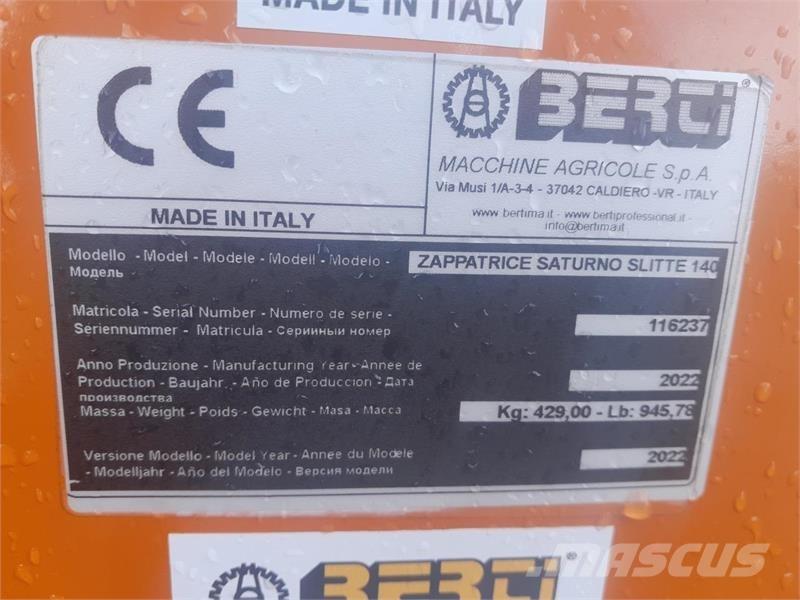 MADE IN ITALY
CE
BERTI®
MACCHINE AGRICOLE S.p.A.
Via Musi 1/A-3-4 - 37042 CALDIERO -VR - ITALY
www.bertima.it - www.bertiprofessional.it -
info@bertima.it
MADE IN ITALY
Modello - Model - Modele - Modell - Modelo -
Модель
ZAPPATRICE SATURNO SLITTE 140
Matricola - Serial Number - Numero de serie -
Seriennummer - Matricula - Серийный номер
116237
Anno Produzione - Manufacturing Year - Annee de
Production - Baujahr - Año de Produccion - Дата
производства
2022
Massa - Weight - Poids - Gewicht - Masa - Масса
Kg: 429,00 - Lb: 945,78
Versione Modello - Model Year - Annee du Modele
- Modelljahr - Año del Modelo - Версия модели
2022
BERTI®
MASCUS